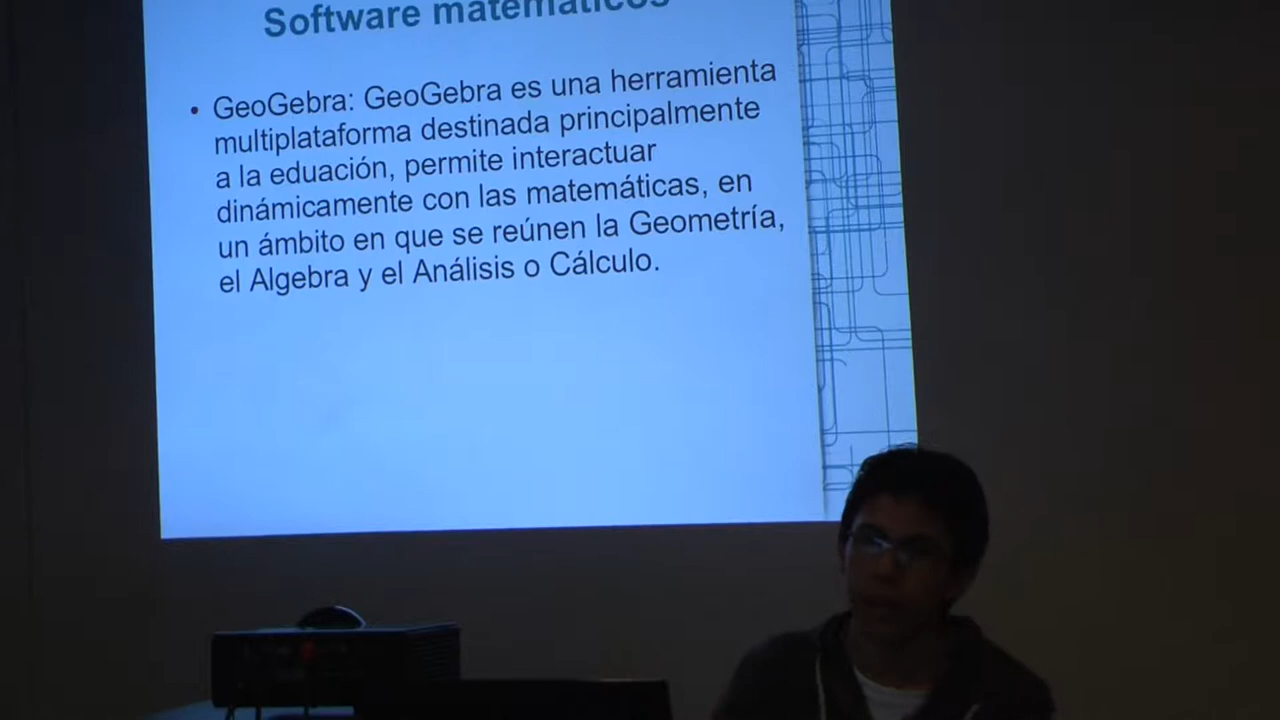 Software matemáticos
• GeoGebra: GeoGebra es una herramienta
multiplataforma destinada principalmente
a la eduación, permite interactuar
dinámicamente con las matemáticas, en
un ámbito en que se reúnen la Geometría,
el Algebra y el Análisis o Cálculo.